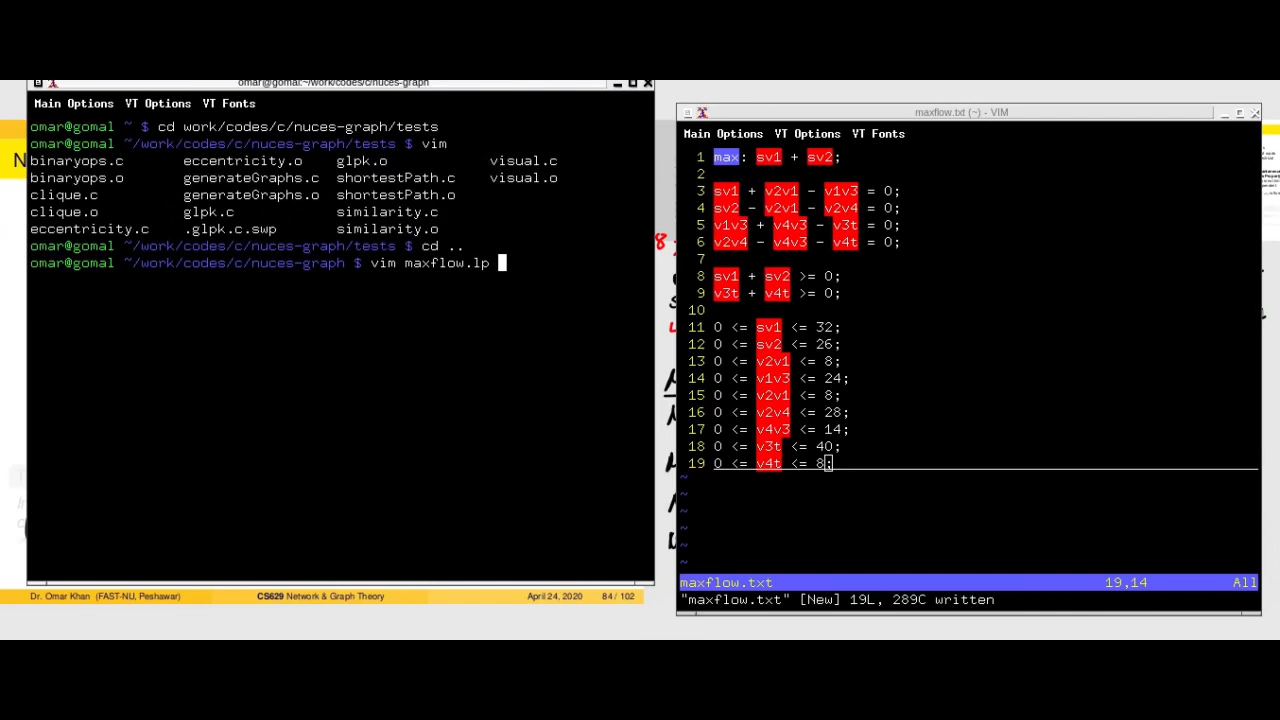 omar@gomal:~/work/codes/c/nuces-graph
Main Options VT Options VT Fonts
omar@gomal ~ $ cd work/codes/c/nuces-graph/tests
omar@gomal ~/work/codes/c/nuces-graph/tests $ vim
binaryops.c eccentricity.o glpk.o visual.c
binaryops.o generateGraphs.c shortestPath.c visual.o
clique.c generateGraphs.o shortestPath.o
clique.o glpk.c similarity.c
eccentricity.c .glpk.c.swp similarity.o
omar@gomal ~/work/codes/c/nuces-graph/tests $ cd ..
omar@gomal ~/work/codes/c/nuces-graph $ vim maxflow.lp
Dr. Omar Khan (FAST-NU, Peshawar) CS629 Network & Graph Theory April 24, 2020 84 / 102
maxflow.txt (~) - VIM
Main Options VT Options VT Fonts
1 max: sv1 + sv2;
2
3 sv1 + v2v1 - v1v3 = 0;
4 sv2 - v2v1 - v2v4 = 0;
5 v1v3 + v4v3 - v3t = 0;
6 v2v4 - v4v3 - v4t = 0;
7
8 sv1 + sv2 >= 0;
9 v3t + v4t >= 0;
10
11 0 <= sv1 <= 32;
12 0 <= sv2 <= 26;
13 0 <= v2v1 <= 8;
14 0 <= v1v3 <= 24;
15 0 <= v2v1 <= 8;
16 0 <= v2v4 <= 28;
17 0 <= v4v3 <= 14;
18 0 <= v3t <= 40;
19 0 <= v4t <= 8;
~
~
~
~
~
~
maxflow.txt 19,14 All
"maxflow.txt" [New] 19L, 289C written